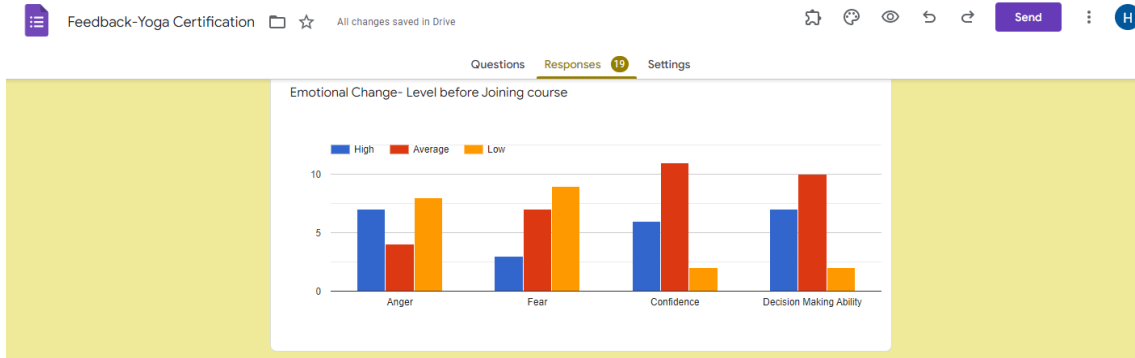 Feedback-Yoga Certification All changes saved in Drive Send H
Questions Responses 19 Settings
Emotional Change- Level before Joining course
High Average Low
10
5
0
Anger Fear Confidence Decision Making Ability